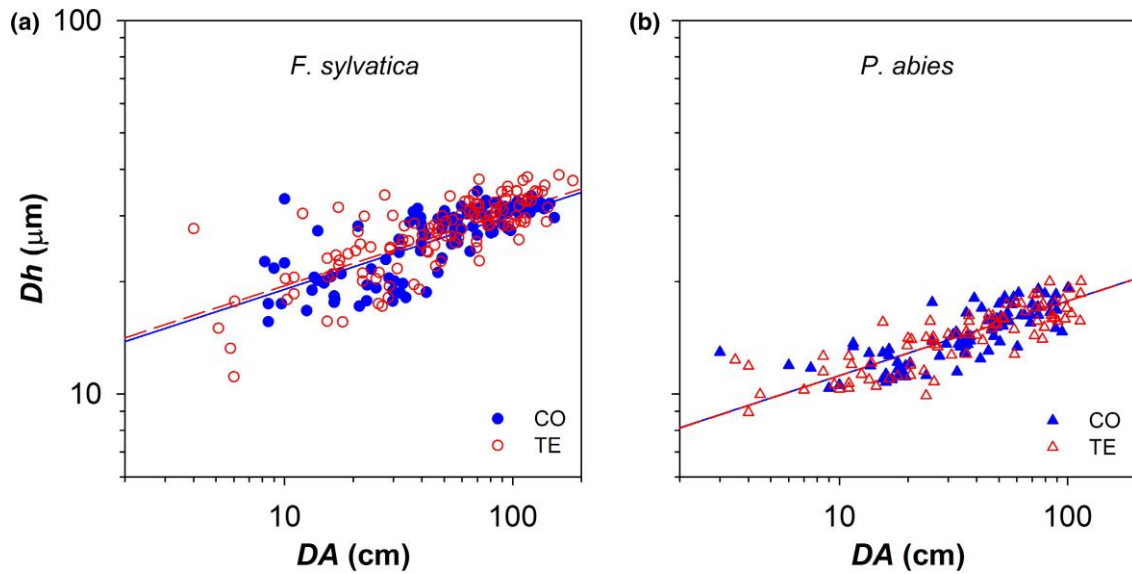 (a)
100
F. sylvatica
Dh (μm)
10
CO
TE
10
100
DA (cm)
(b)
P. abies
CO
TE
10
100
DA (cm)